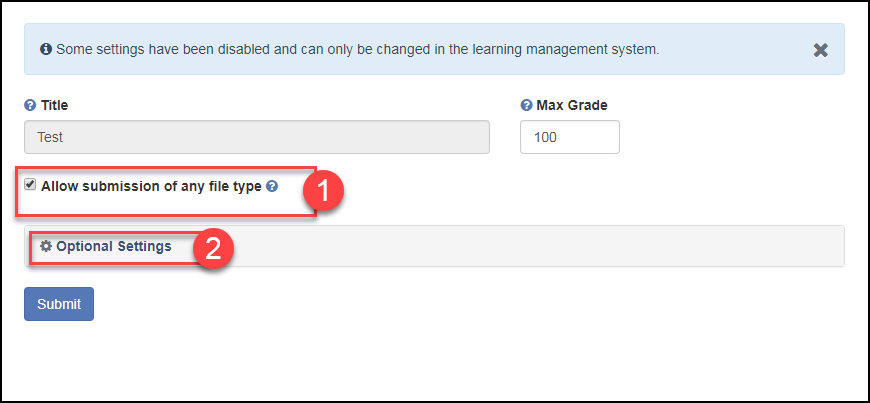 Some settings have been disabled and can only be changed in the learning management system.
Title
Max Grade
Test
100
Allow submission of any file type
1
Optional Settings
2
Submit